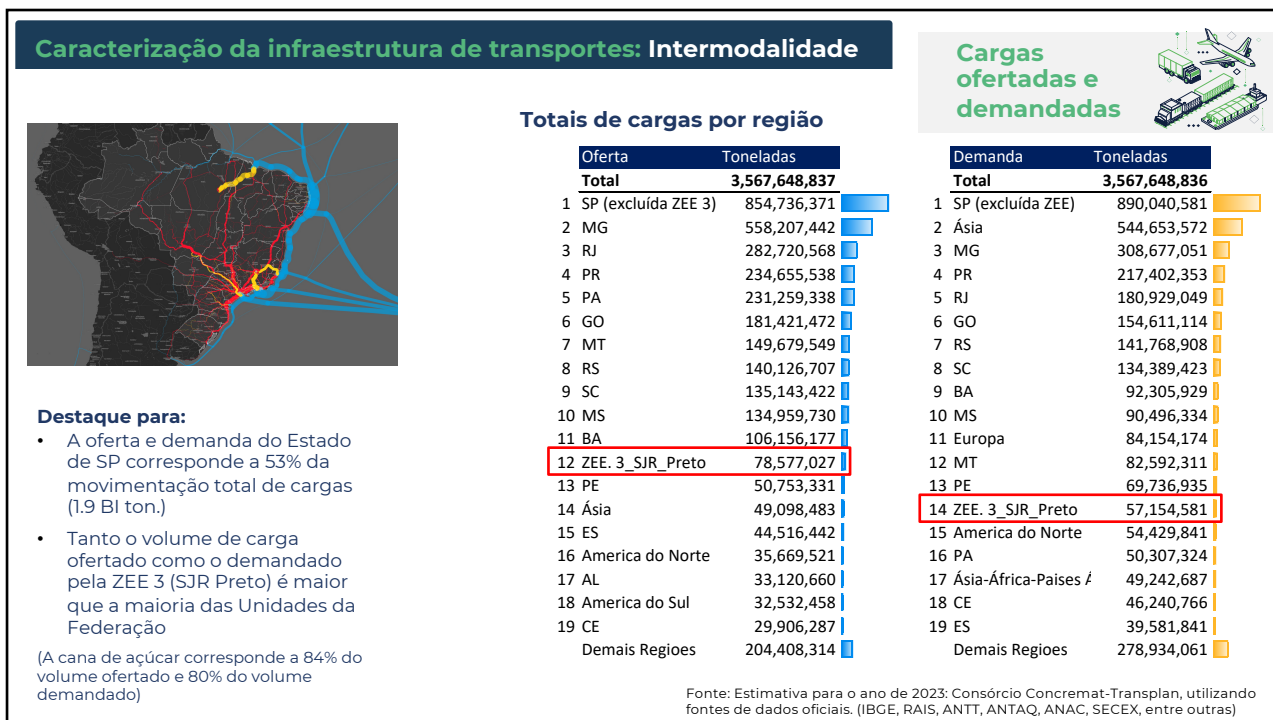 Caracterização da infraestrutura de transportes: Intermodalidade
Cargas
ofertadas e
demandadas
Totais de cargas por região
Oferta Toneladas
Total 3,567,648,837
1 SP (excluída ZEE 3) 854,736,371
2 MG 558,207,442
3 RJ 282,720,568
4 PR 234,655,538
5 PA 231,259,338
6 GO 181,421,472
7 MT 149,679,549
8 RS 140,126,707
9 SC 135,143,422
10 MS 134,959,730
11 BA 106,156,177
12 ZEE. 3_SJR_Preto 78,577,027
13 PE 50,753,331
14 Ásia 49,098,483
15 ES 44,516,442
16 America do Norte 35,669,521
17 AL 33,120,660
18 America do Sul 32,532,458
19 CE 29,906,287
Demais Regioes 204,408,314
Demanda Toneladas
Total 3,567,648,836
1 SP (excluída ZEE) 890,040,581
2 Ásia 544,653,572
3 MG 308,677,051
4 PR 217,402,353
5 RJ 180,929,049
6 GO 154,611,114
7 RS 141,768,908
8 SC 134,389,423
9 BA 92,305,929
10 MS 90,496,334
11 Europa 84,154,174
12 MT 82,592,311
13 PE 69,736,935
14 ZEE. 3_SJR_Preto 57,154,581
15 America do Norte 54,429,841
16 PA 50,307,324
17 Ásia-África-Paises 49,242,687
18 CE 46,240,766
19 ES 39,581,841
Demais Regioes 278,934,061
Destaque para:
• A oferta e demanda do Estado
de SP corresponde a 53% da
movimentação total de cargas
(1.9 BI ton.)
• Tanto o volume de carga
ofertado como o demandado
pela ZEE 3 (SJR Preto) é maior
que a maioria das Unidades da
Federação
(A cana de açúcar corresponde a 84% do
volume ofertado e 80% do volume
demandado)
Fonte: Estimativa para o ano de 2023: Consórcio Concremat-Transplan, utilizando
fontes de dados oficiais. (IBGE, RAIS, ANTT, ANTAQ, ANAC, SECEX, entre outras)